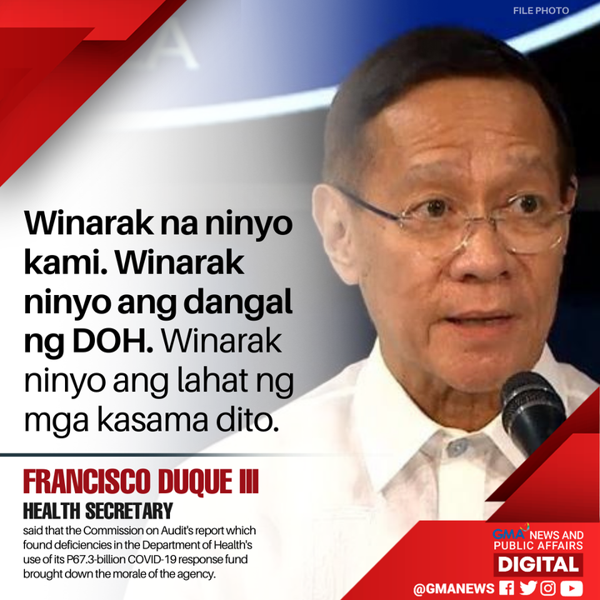 FILE PHOTO
Winarak na ninyo
kami. Winarak
ninyo ang dangal
ng DOH. Winarak
ninyo ang lahat ng
mga kasama dito.
FRANCISCO DUQUE III
HEALTH SECRETARY
said that the Commission on Audit's report which
found deficiencies in the Department of Health's
use of its P67.3-billion COVID-19 response fund
brought down the morale of the agency.
GMA NEWS AND
PUBLIC AFFAIRS
DIGITAL
@GMANEWS